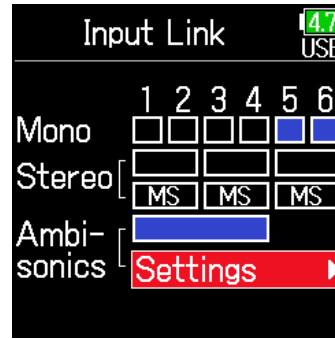 Input Link
4.7
USB
1 2 3 4 5 6
Mono
Stereo
MS MS MS
Ambi-
sonics
Settings